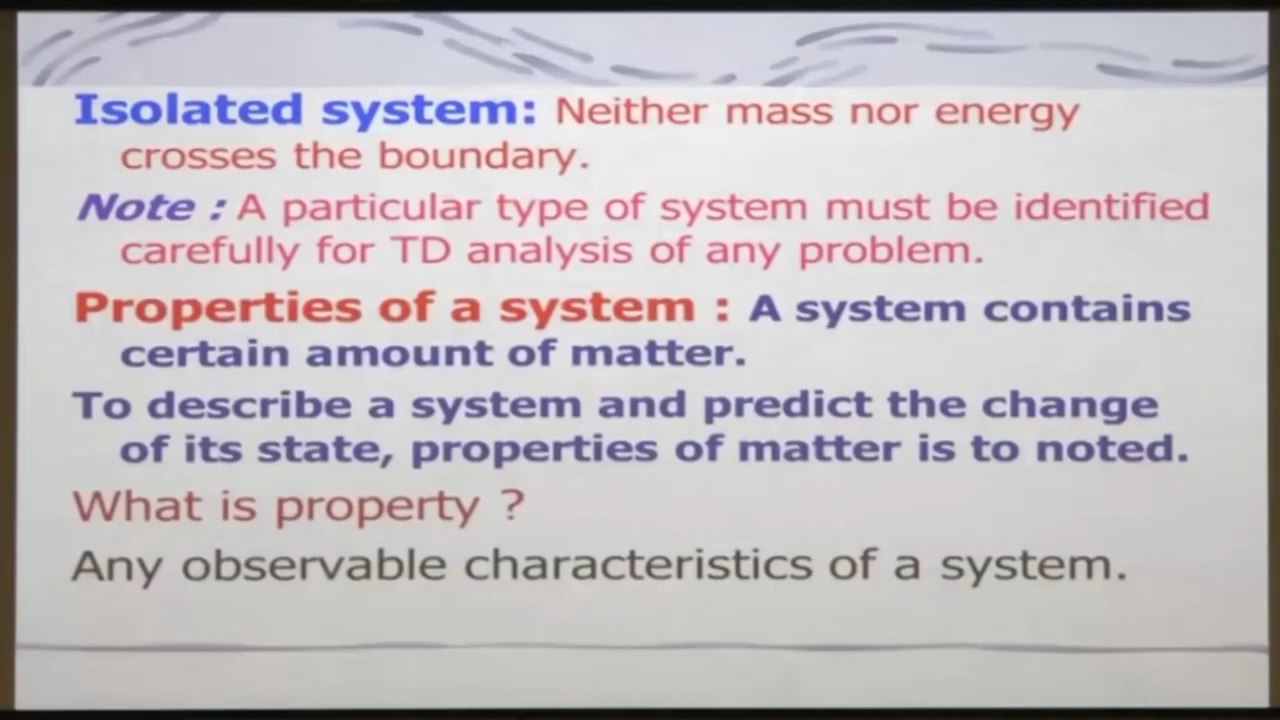 Isolated system: Neither mass nor energy
crosses the boundary.
Note : A particular type of system must be identified
carefully for TD analysis of any problem.
Properties of a system : A system contains
certain amount of matter.
To describe a system and predict the change
of its state, properties of matter is to noted.
What is property ?
Any observable characteristics of a system.